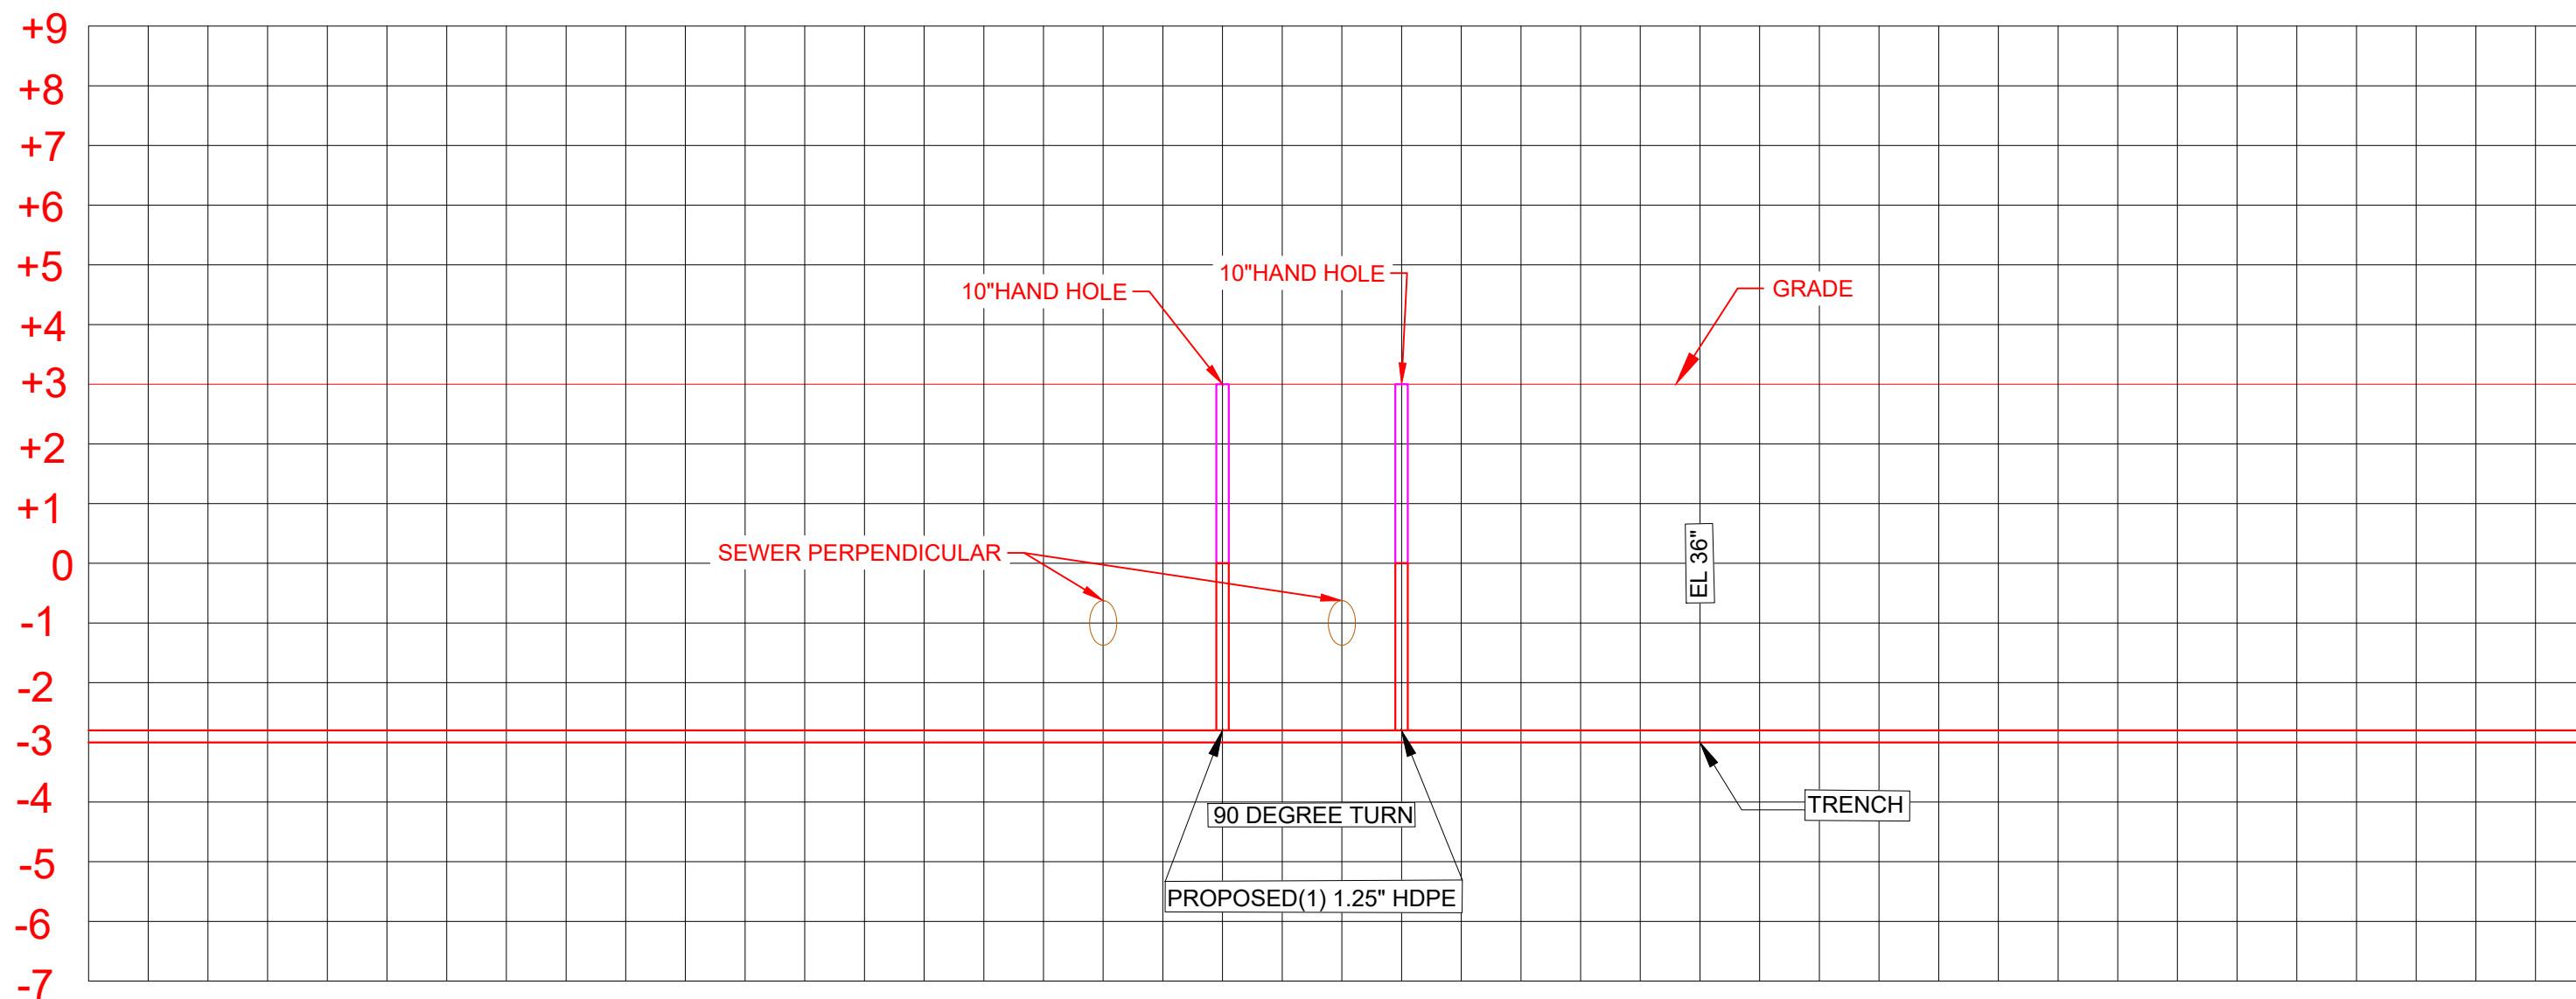 +9
+8
+7
+6
+5
10"HAND HOLE
10"HAND HOLE
GRADE
+4
+3
+2
+1
SEWER PERPENDICULAR
EL 36"
0
-1
-2
-3
-4
TRENCH
90 DEGREE TURN
-5
PROPOSED(1) 1.25" HDPE
-6
-7